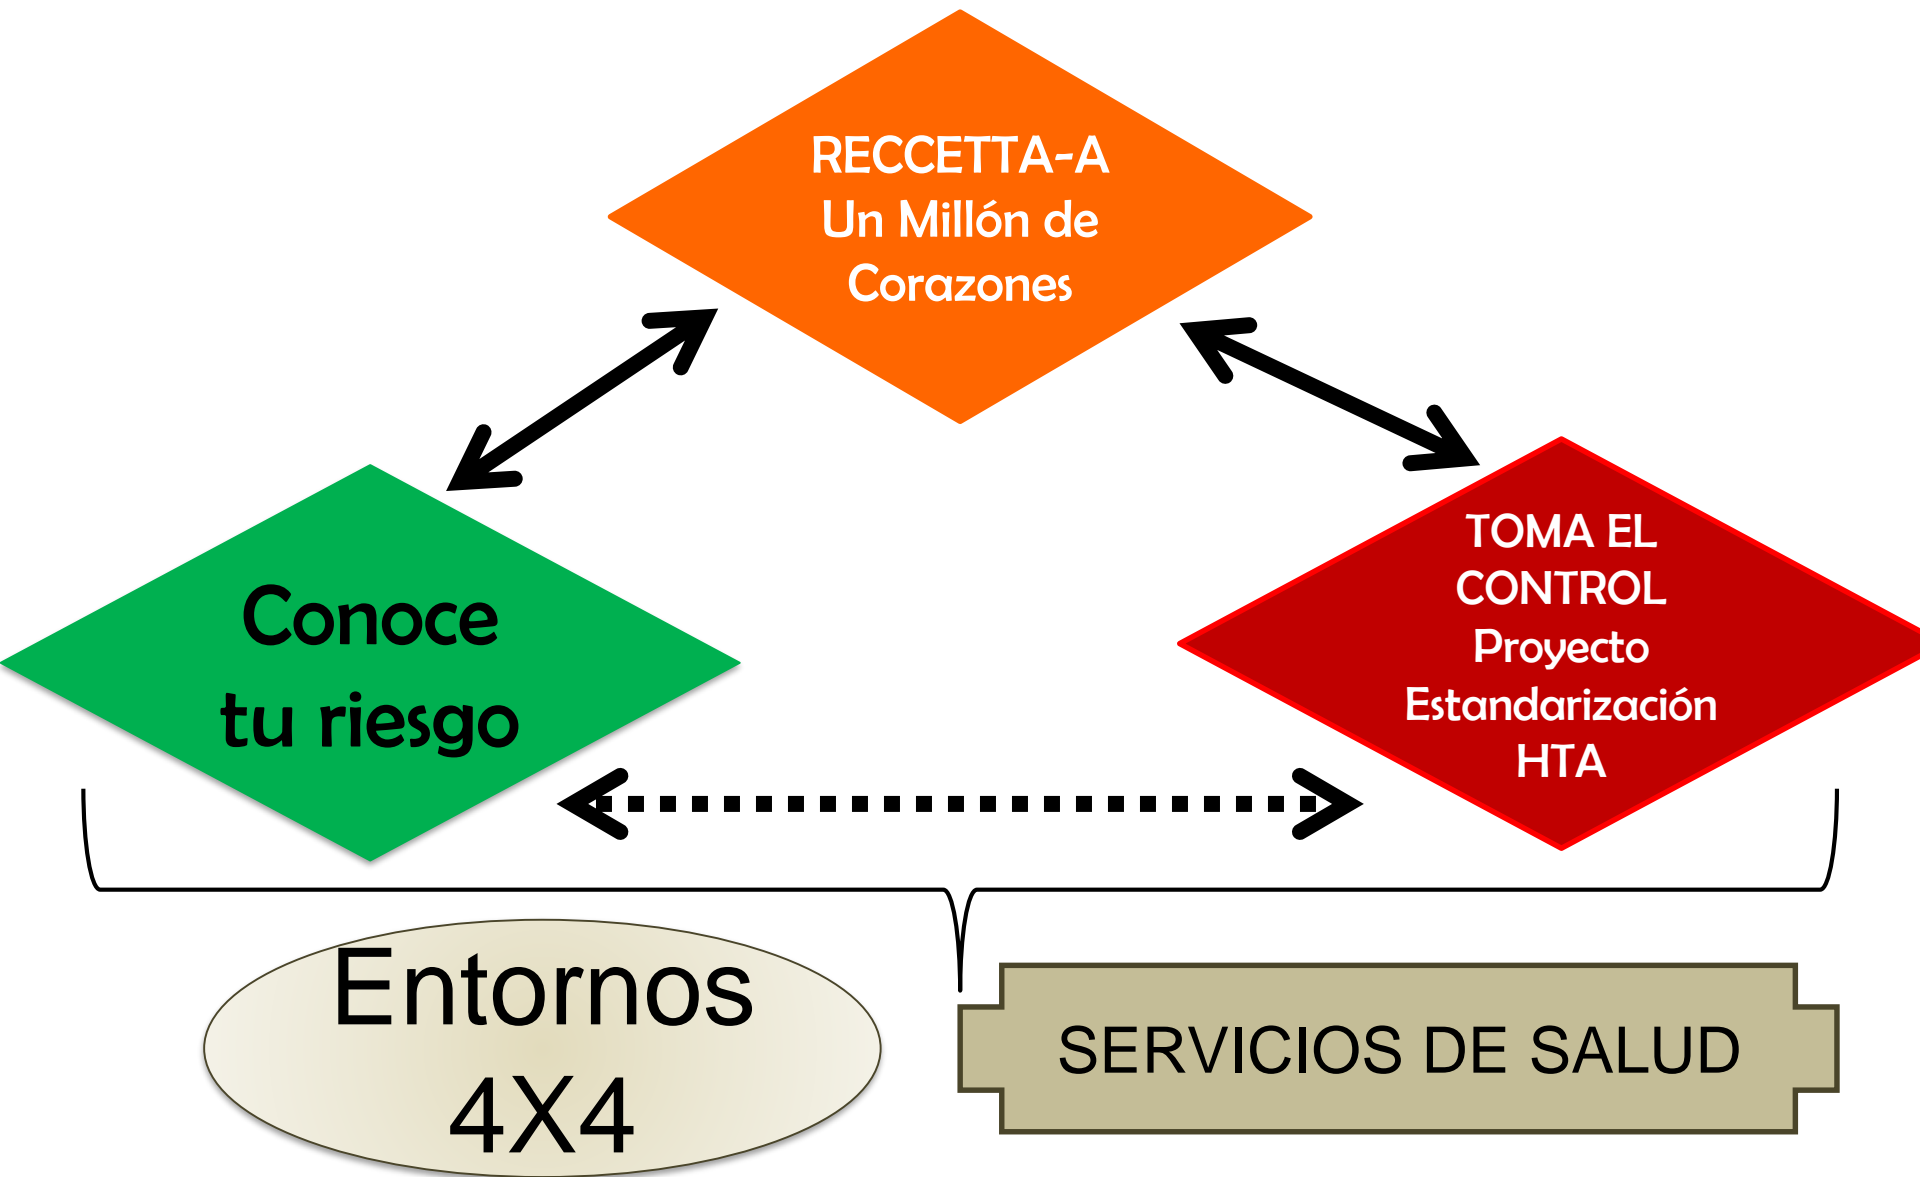 RECCETTA-A
Un Millón de
Corazones
Conoce
tu riesgo
TOMA EL
CONTROL
Proyecto
Estandarización
HTA
Entornos
4X4
SERVICIOS DE SALUD